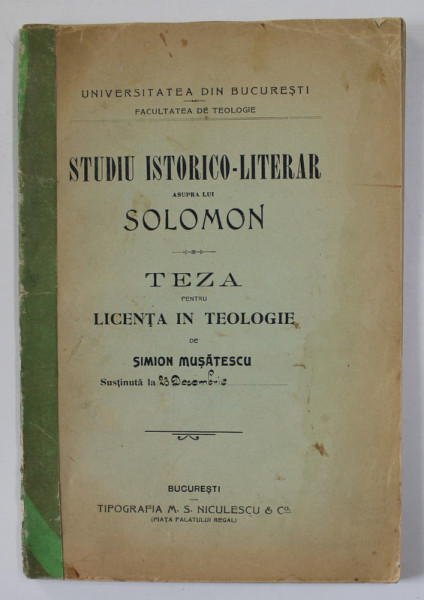 UNIVERSITATEA DIN BUCUREȘTI
FACULTATEA DE TEOLOGIE
STUDIU ISTORICO-LITERAR
ASUPRA LUI
SOLOMON
TEZA
PENTRU
LICENȚA IN TEOLOGIE
DE
SIMION MUȘĂTESCU
Susținută la 23 Decembrie
BUCUREȘTI
TIPOGRAFIA M. S. NICULESCU & Co.
(PIAȚA PALATULUI REGAL)